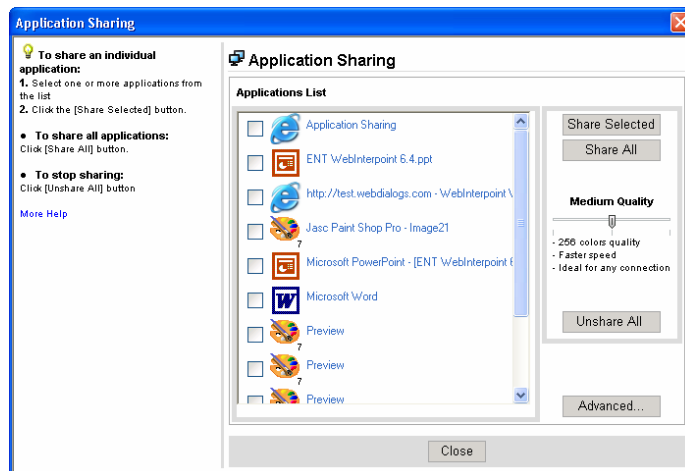 Application Sharing
To share an individual
application:
1. Select one or more applications from
the list
2. Click the [Share Selected] button.
● To share all applications:
Click [Share All] button.
● To stop sharing:
Click [Unshare All] button
More Help
Application Sharing
Applications List
Application Sharing
ENT WebInterpoint 6.4.ppt
http://test.webdialogs.com - WebInterpoint V
Jasc Paint Shop Pro - Image21
7
Microsoft PowerPoint - [ENT WebInterpoint 6
Microsoft Word
W
Preview
7
Preview
7
Preview
Share Selected
Share All
Medium Quality
- 256 colors quality
- Faster speed
- Ideal for any connection
Unshare All
Advanced...
Close